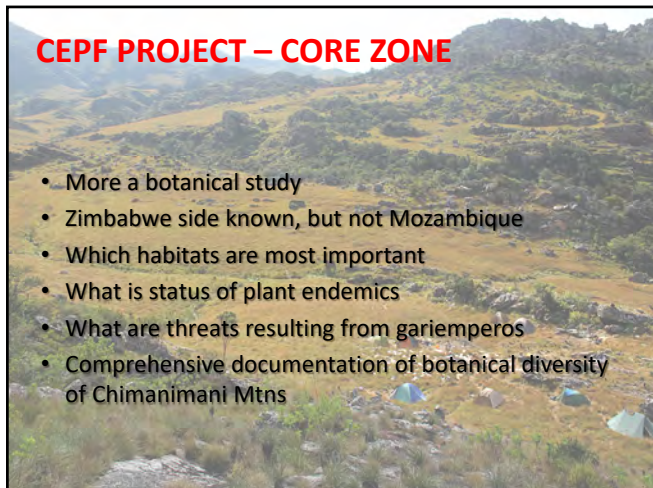 CEPF PROJECT – CORE ZONE
• More a botanical study
• Zimbabwe side known, but not Mozambique
• Which habitats are most important
• What is status of plant endemics
• What are threats resulting from gariemperos
• Comprehensive documentation of botanical diversity
of Chimanimani Mtns